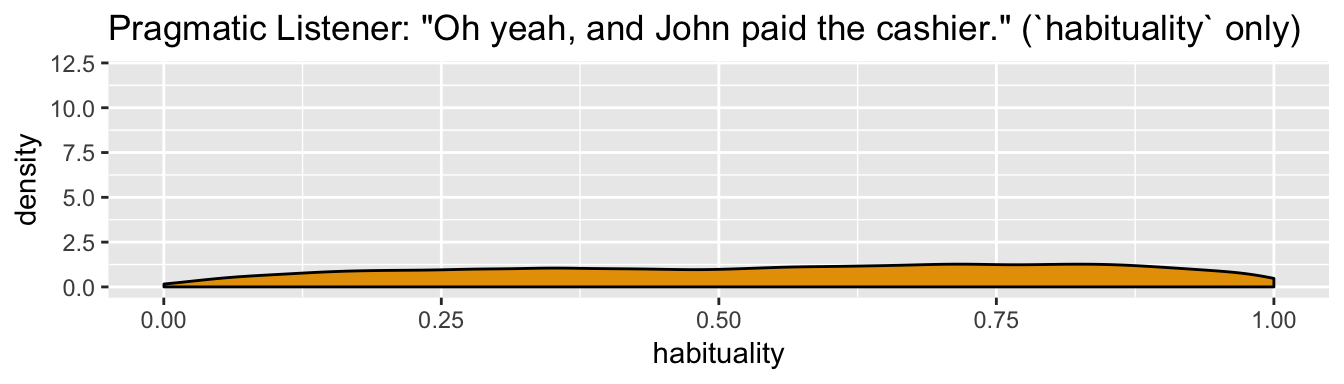 Pragmatic Listener: "Oh yeah, and John paid the cashier." (`habituality` only)
12.5
10.0
7.5
5.0
2.5
0.0
density
0.00 0.25 0.50 0.75 1.00
habituality